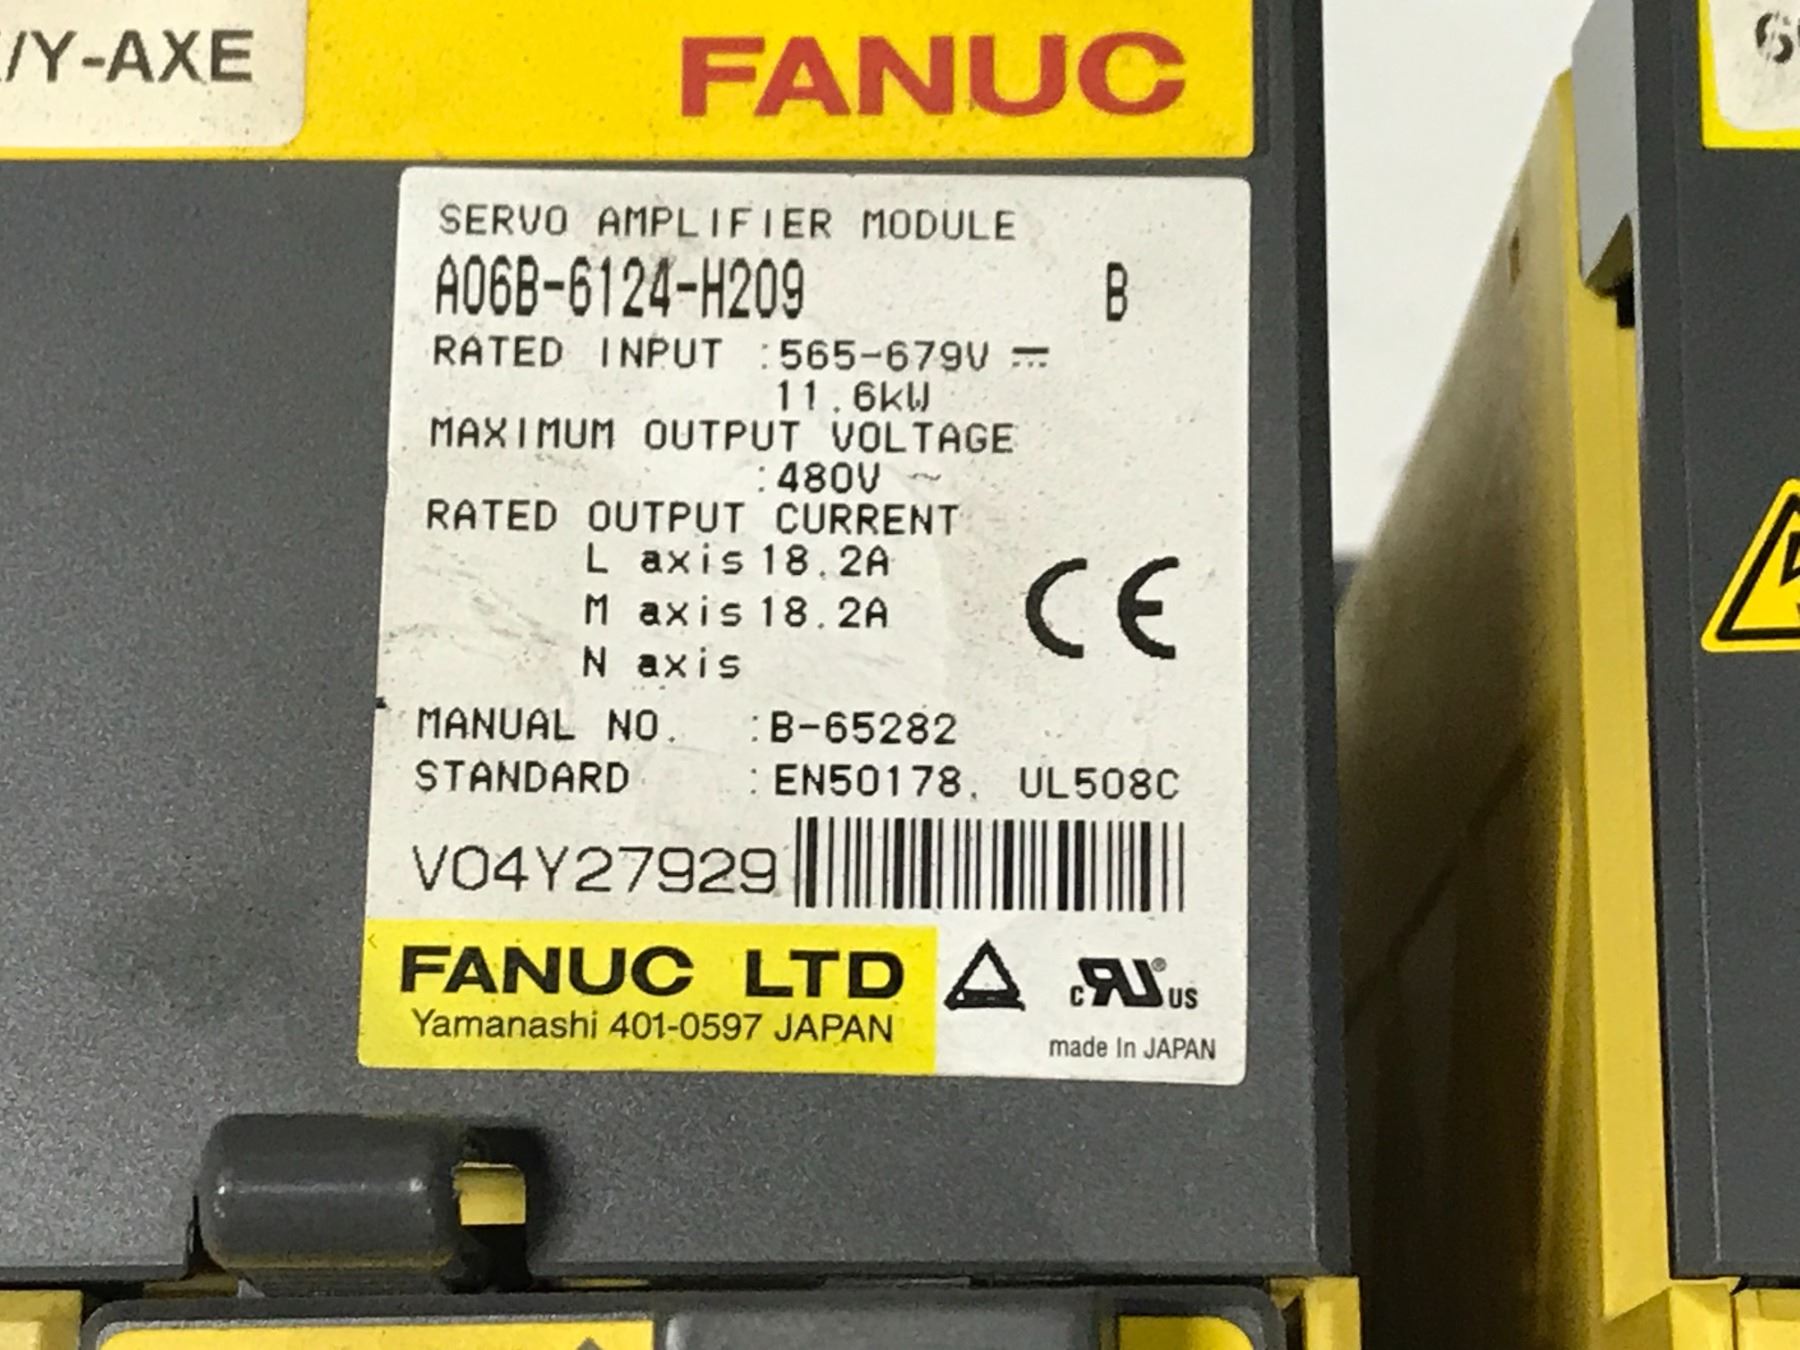 /Y-AXE
FANUC
SERVO AMPLIFIER MODULE
A06B-6124-H209 B
RATED INPUT :565-679V ⎓
11.6kW
MAXIMUM OUTPUT VOLTAGE
:480V ~
RATED OUTPUT CURRENT
L axis 18.2A
M axis 18.2A
N axis
MANUAL NO. :B-65282
STANDARD :EN50178, UL508C
CE
V04Y27929
FANUC LTD
Yamanashi 401-0597 JAPAN
c RU® US
made In JAPAN